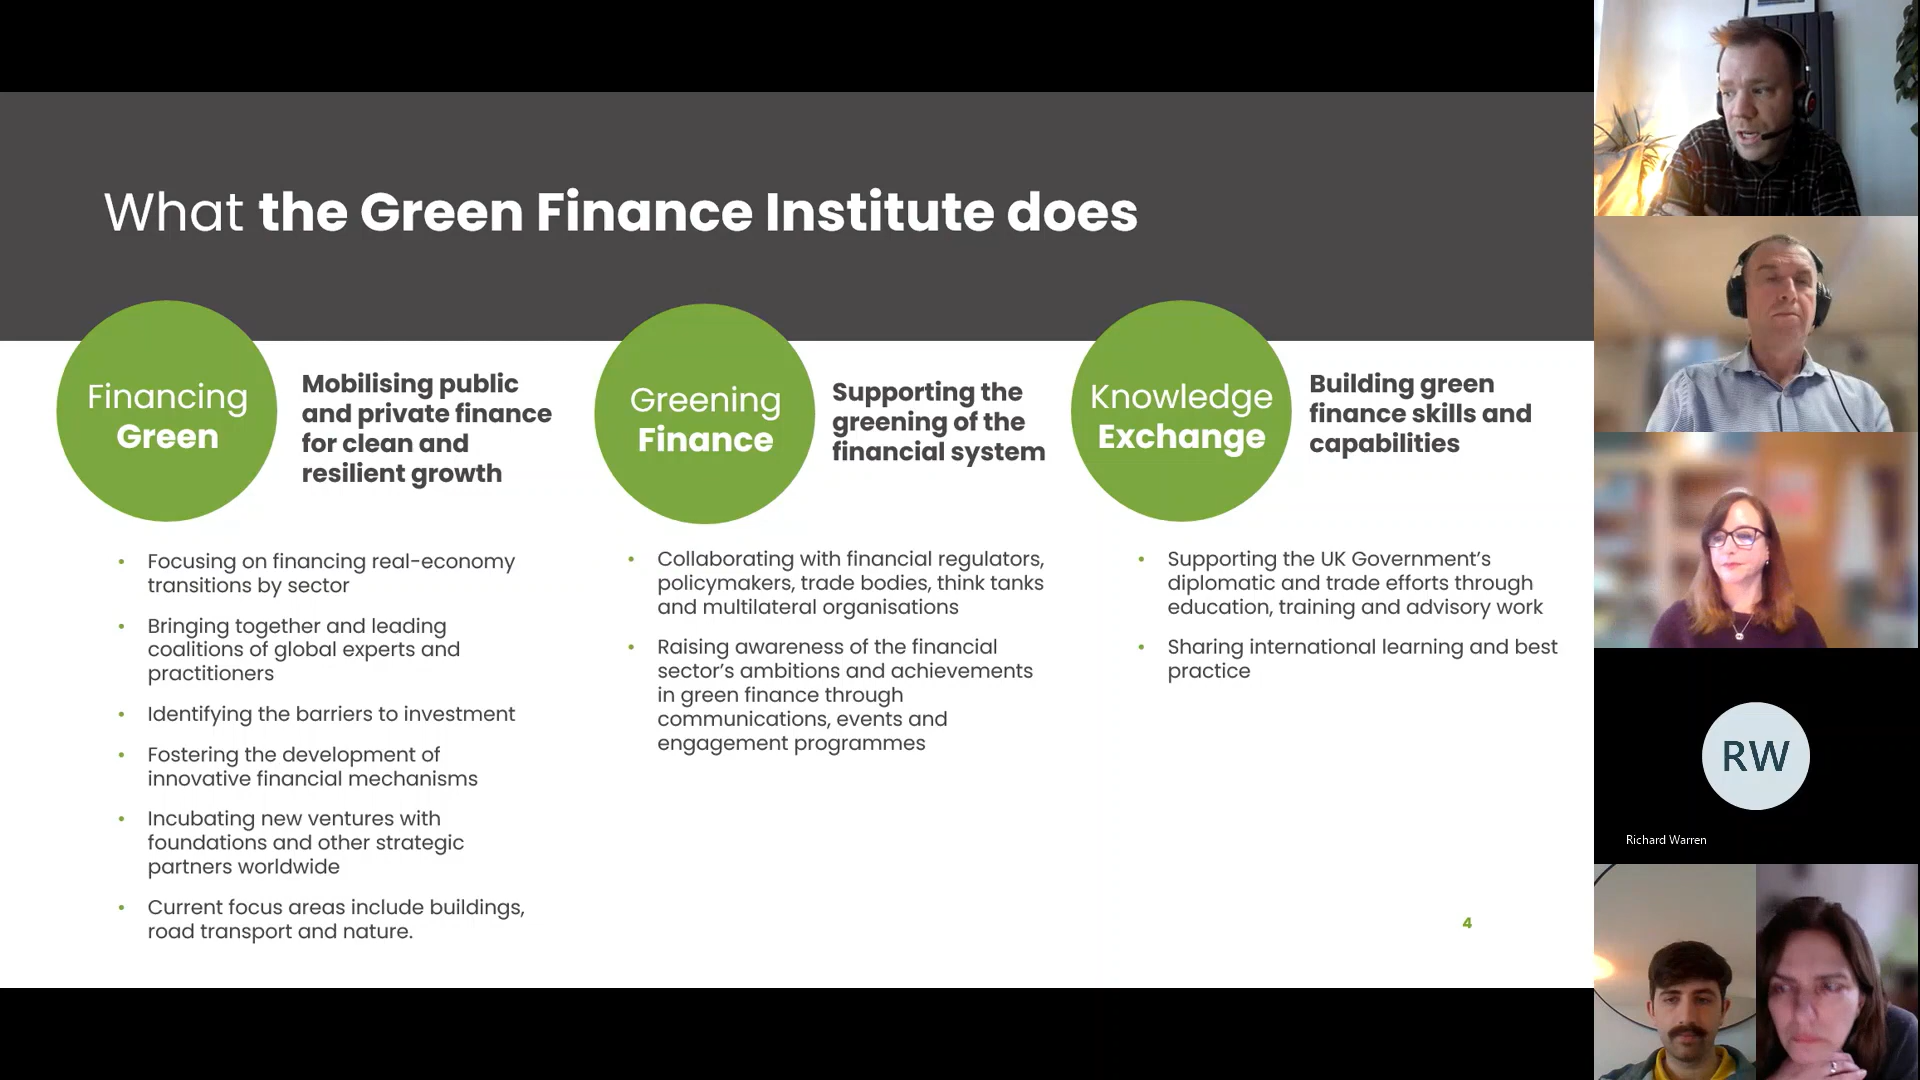 What the Green Finance Institute does
Financing
Green
Mobilising public
and private finance
for clean and
resilient growth
• Focusing on financing real-economy
transitions by sector
• Bringing together and leading
coalitions of global experts and
practitioners
• Identifying the barriers to investment
• Fostering the development of
innovative financial mechanisms
• Incubating new ventures with
foundations and other strategic
partners worldwide
• Current focus areas include buildings,
road transport and nature.
Greening
Finance
Supporting the
greening of the
financial system
• Collaborating with financial regulators,
policymakers, trade bodies, think tanks
and multilateral organisations
• Raising awareness of the financial
sector’s ambitions and achievements
in green finance through
communications, events and
engagement programmes
Knowledge
Exchange
Building green
finance skills and
capabilities
• Supporting the UK Government’s
diplomatic and trade efforts through
education, training and advisory work
• Sharing international learning and best
practice
4
RW
Richard Warren